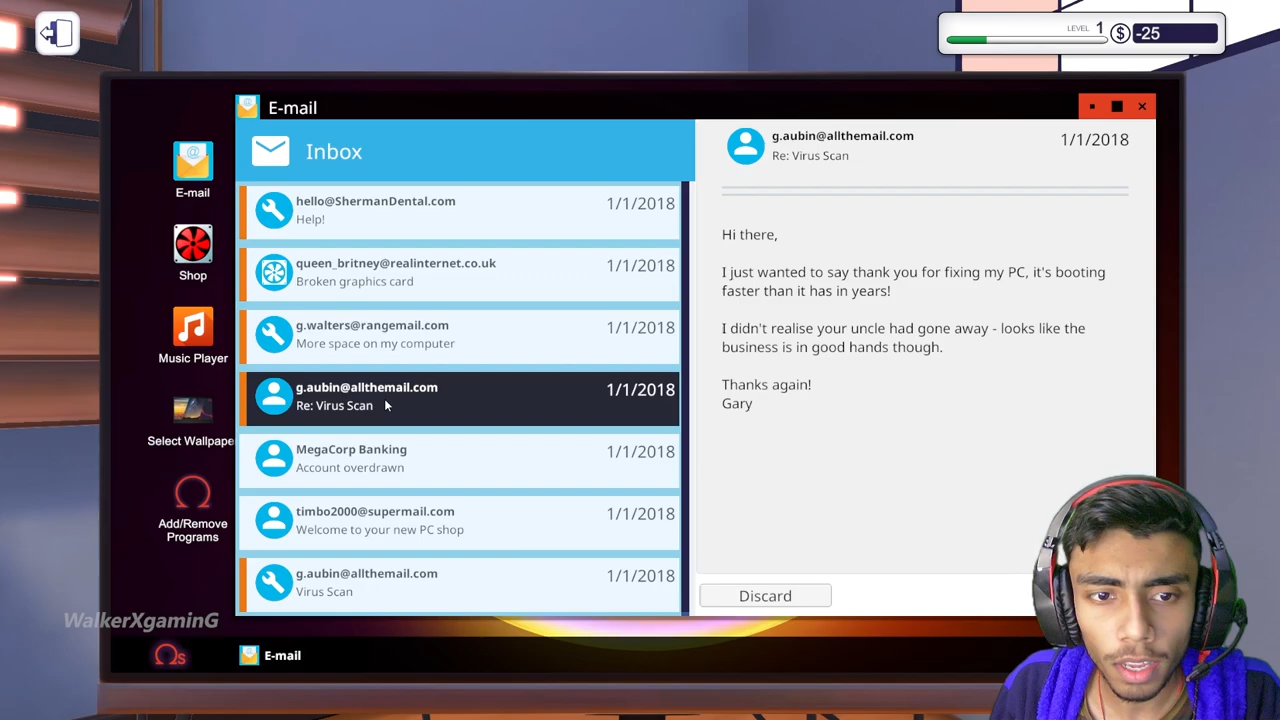 LEVEL 1
$ -25
E-mail
Inbox
hello@ShermanDental.com 1/1/2018
Help!
queen_britney@realinternet.co.uk 1/1/2018
Broken graphics card
g.walters@rangemail.com 1/1/2018
More space on my computer
g.aubin@allthemail.com 1/1/2018
Re: Virus Scan
MegaCorp Banking 1/1/2018
Account overdrawn
timbo2000@supermail.com 1/1/2018
Welcome to your new PC shop
g.aubin@allthemail.com 1/1/2018
Virus Scan
g.aubin@allthemail.com 1/1/2018
Re: Virus Scan
Hi there,
I just wanted to say thank you for fixing my PC, it's booting
faster than it has in years!
I didn't realise your uncle had gone away - looks like the
business is in good hands though.
Thanks again!
Gary
Discard
E-mail
Shop
Music Player
Select Wallpape
Add/Remove
Programs
WalkerXgaminG
Ωs
E-mail